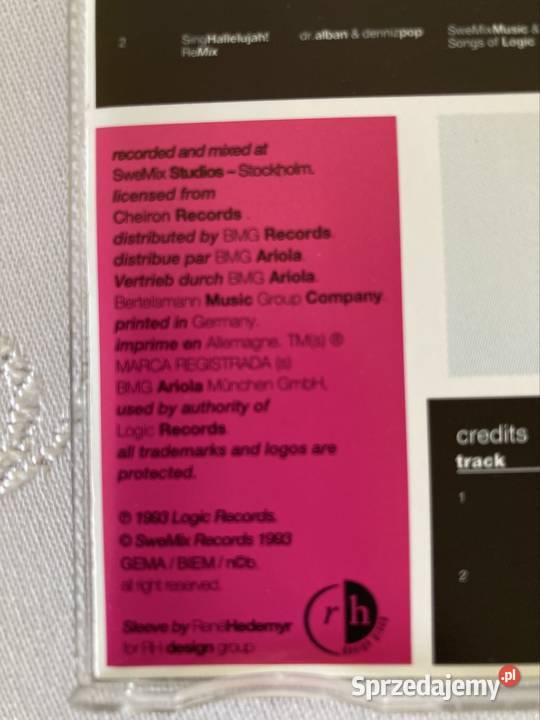 2 SingHallelujah! dr.alban & dennizpop SweMixMusic &
ReMix Songs of Logic
recorded and mixed at
SweMix Studios – Stockholm.
licensed from
Cheiron Records.
distributed by BMG Records.
distribue par BMG Ariola.
Vertrieb durch BMG Ariola.
Bertelsmann Music Group Company.
printed in Germany.
imprime en Allemagne. TM(s) ®
MARCA REGISTRADA (s)
BMG Ariola München GmbH,
used by authority of
Logic Records.
all trademarks and logos are
protected.
℗ 1993 Logic Records.
© SweMix Records 1993
GEMA / BIEM / n©b.
all right reserved.
Sleeve by RenéHedemyr
for RH design group
rh
design group
credits
track
1
2
Sprzedajemy.pl